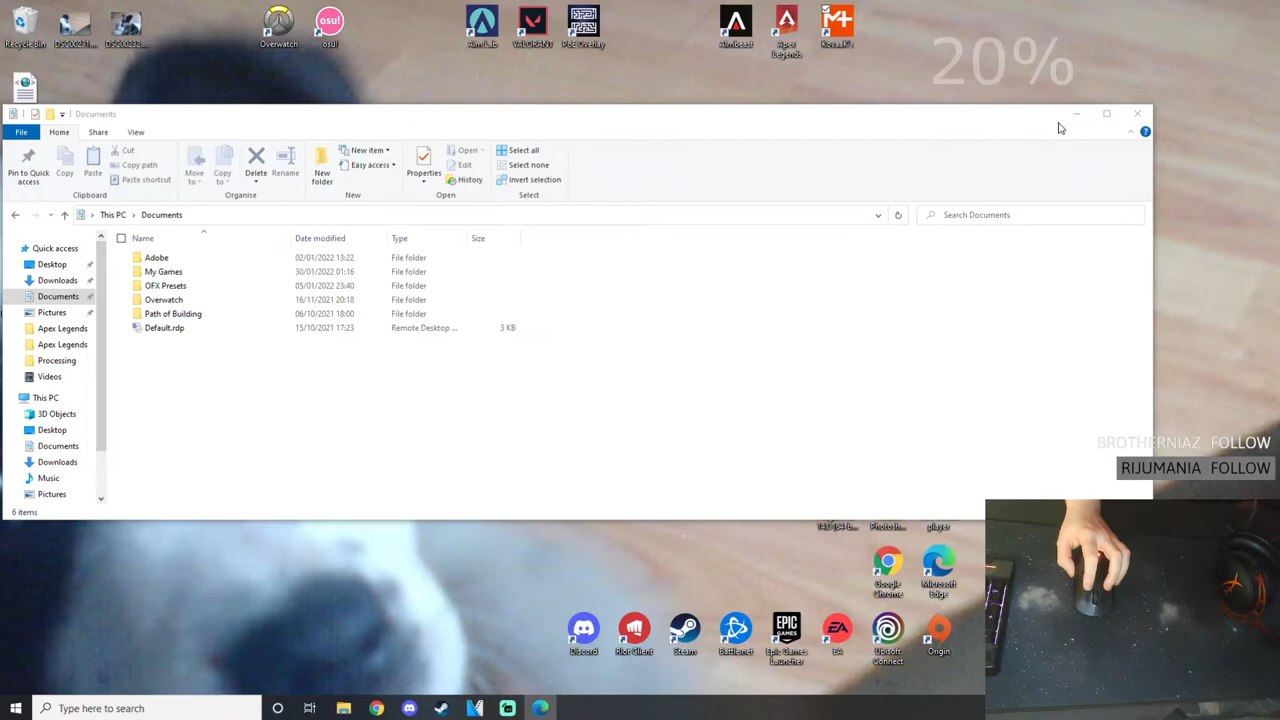 Recycle Bin
DSC00231...
DSC00232...
Overwatch
osu!
osu!
Aim Lab
VALORANT
PoE Overlay
Aimbeast
Apex Legends
KovaaK's
20%
Documents
File
Home
Share
View
Pin to Quick access
Copy
Paste
Cut
Copy path
Paste shortcut
Clipboard
Move to
Copy to
Delete
Rename
Organise
New folder
New item
Easy access
New
Properties
Open
Edit
History
Open
Select all
Select none
Invert selection
Select
This PC > Documents
Search Documents
Name
Date modified
Type
Size
Adobe 02/01/2022 13:22 File folder
My Games 30/01/2022 01:16 File folder
OFX Presets 05/01/2022 23:40 File folder
Overwatch 16/11/2021 20:18 File folder
Path of Building 06/10/2021 18:00 File folder
Default.rdp 15/10/2021 17:23 Remote Desktop ... 3 KB
Quick access
Desktop
Downloads
Documents
Pictures
Apex Legends
Apex Legends
Processing
Videos
This PC
3D Objects
Desktop
Documents
Downloads
Music
Pictures
6 items
BROTHERNIAZ FOLLOW
RIJUMANIA FOLLOW
14.0 (64-b...
Photosh...
player
Google Chrome
Microsoft Edge
Discord
Riot Client
Steam
Battle.net
EPIC GAMES
Epic Games Launcher
EA
EA
Ubisoft Connect
Origin
Type here to search